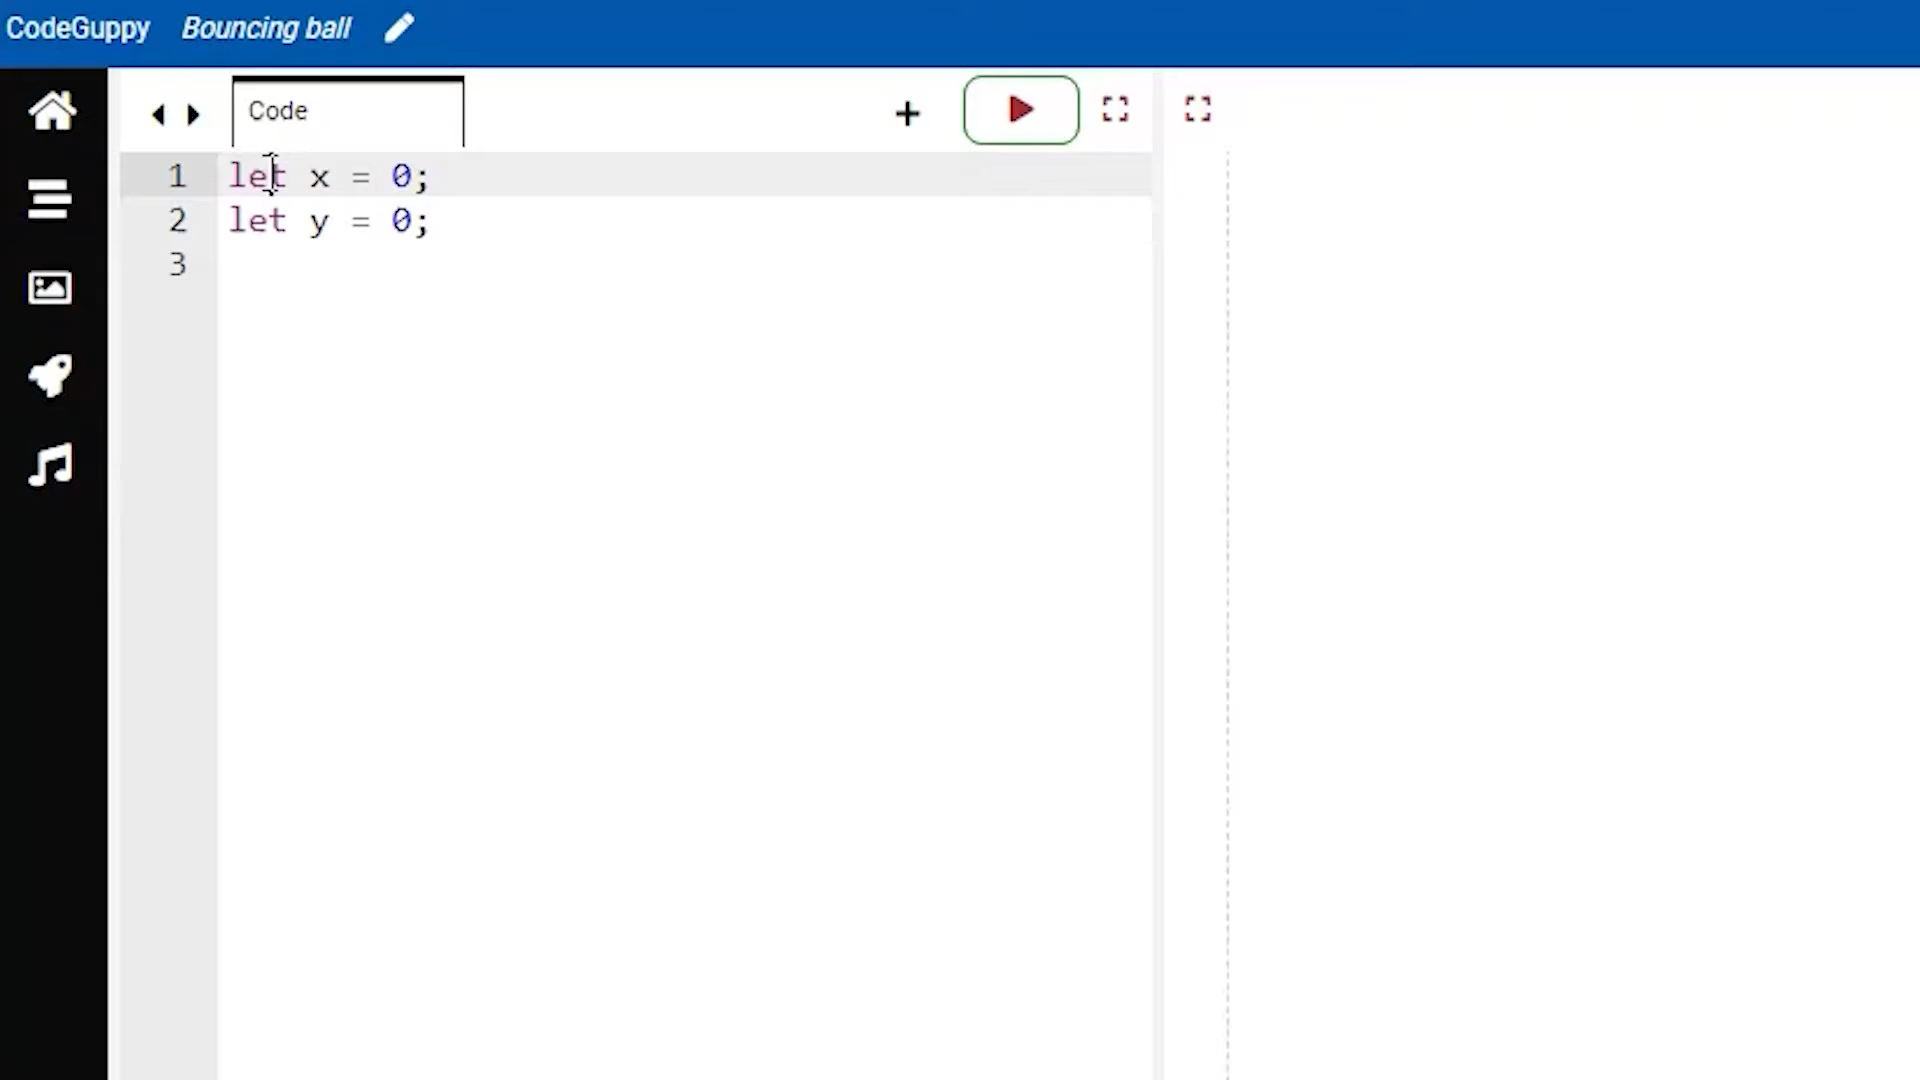 CodeGuppy Bouncing ball
Code
1 let x = 0;
2 let y = 0;
3